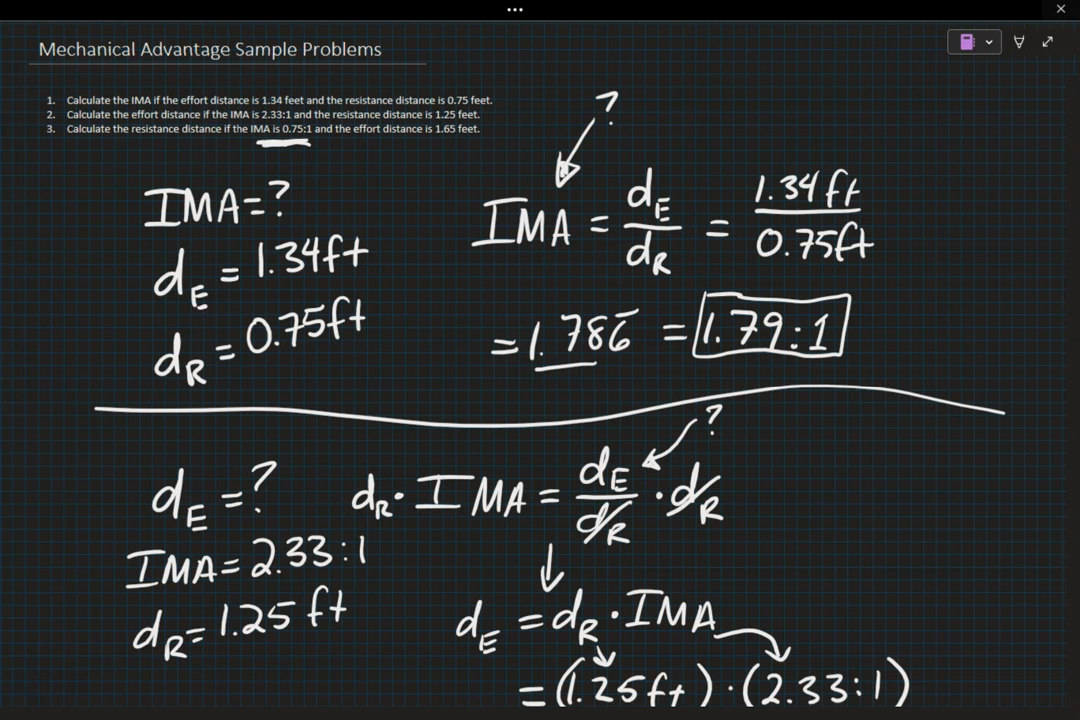 Mechanical Advantage Sample Problems
1. Calculate the IMA if the effort distance is 1.34 feet and the resistance distance is 0.75 feet.
2. Calculate the effort distance if the IMA is 2.33:1 and the resistance distance is 1.25 feet.
3. Calculate the resistance distance if the IMA is 0.75:1 and the effort distance is 1.65 feet.
?
IMA=?
dE = 1.34ft
dR = 0.75ft
IMA = dE/dR = 1.34ft/0.75ft
= 1.786̅ = 1.79:1
?
dE = ?
IMA = 2.33:1
dR = 1.25 ft
dR · IMA = dE/dR · dR
dE = dR · IMA
= (1.25ft) · (2.33:1)